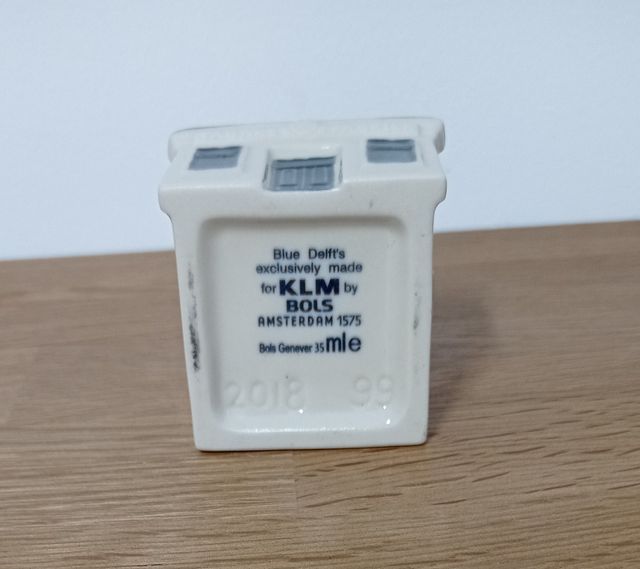 Blue Delft's
exclusively made
for KLM by
BOLS
AMSTERDAM 1575
Bols Genever 35 ml e
2018 99